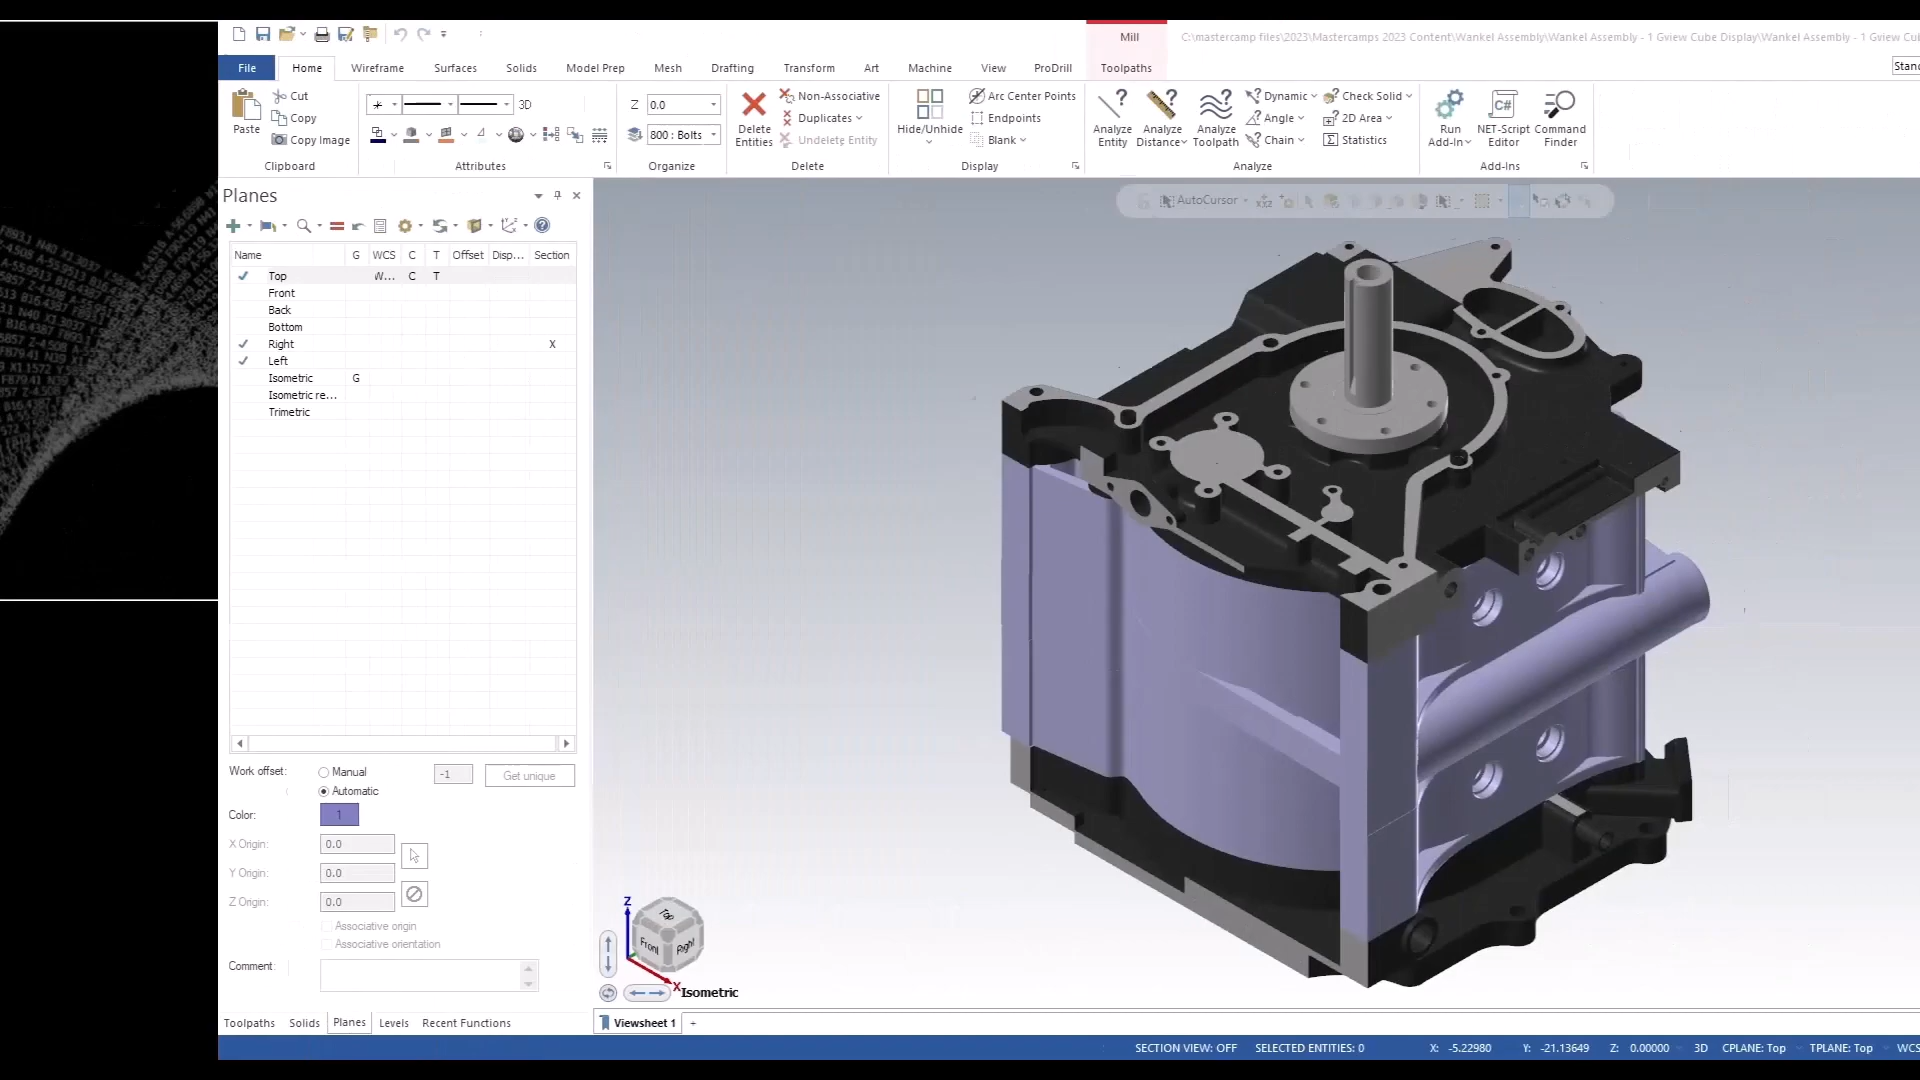 Mill
C:\mastercamp files\2023\Mastercamps 2023 Content\Wankel Assembly\Wankel Assembly - 1 Gview Cube Display\Wankel Assembly - 1 Gview Cu
File Home Wireframe Surfaces Solids Model Prep Mesh Drafting Transform Art Machine View ProDrill Toolpaths
Stand
Paste
Cut
Copy
Copy Image
Clipboard
3D
Attributes
Z 0.0
800 : Bolts
Organize
Delete
Entities
Non-Associative
Duplicates
Undelete Entity
Delete
Hide/Unhide
Arc Center Points
Endpoints
Blank
Display
Analyze
Entity
Analyze
Distance
Analyze
Toolpath
Dynamic
Angle
Chain
Check Solid
2D Area
Statistics
Analyze
Run
Add-In
C#
NET-Script
Editor
Command
Finder
Add-Ins
Planes
AutoCursor
Name G WCS C T Offset Disp... Section
Top W... C T
Front
Back
Bottom
Right X
Left
Isometric G
Isometric re...
Trimetric
Work offset: Manual -1 Get unique
Automatic
Color: 1
X Origin: 0.0
Y Origin: 0.0
Z Origin: 0.0
Associative origin
Associative orientation
Comment:
Z
Top
Front Right
X Isometric
Toolpaths Solids Planes Levels Recent Functions
Viewsheet 1 +
SECTION VIEW: OFF SELECTED ENTITIES: 0 X: -5.22980 Y: -21.13649 Z: 0.00000 3D CPLANE: Top TPLANE: Top WCS